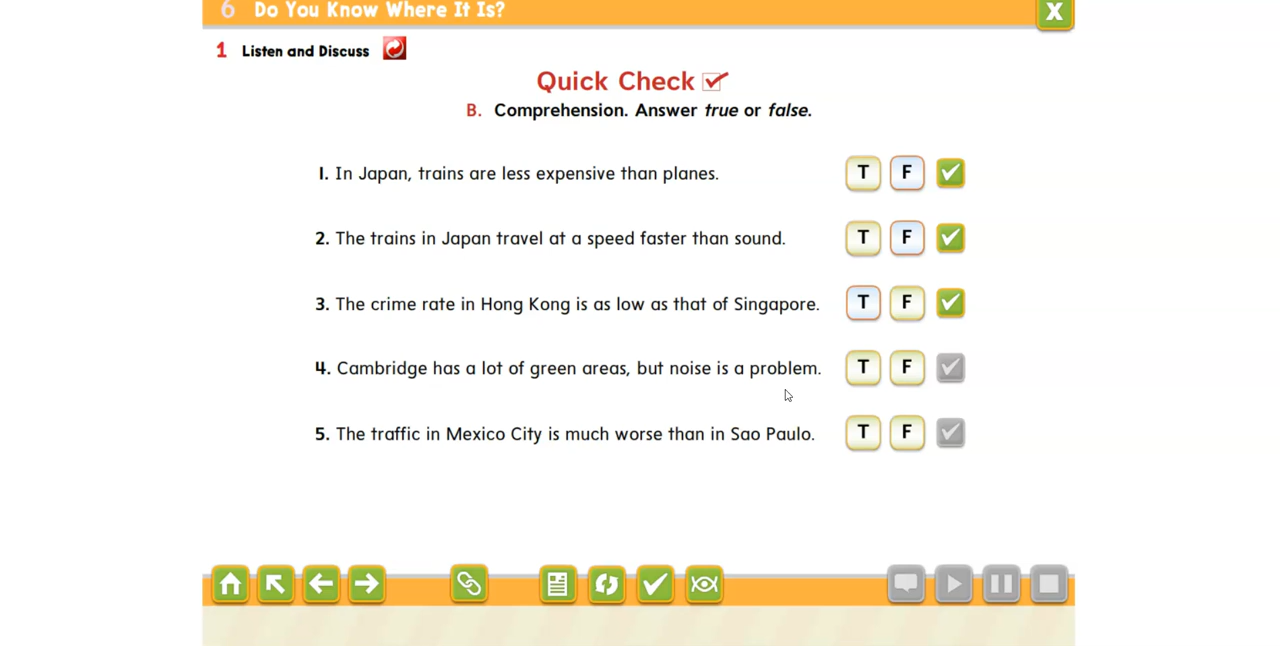 6 Do You Know Where It Is?
X
1 Listen and Discuss
Quick Check
B. Comprehension. Answer true or false.
1. In Japan, trains are less expensive than planes. T F
2. The trains in Japan travel at a speed faster than sound. T F
3. The crime rate in Hong Kong is as low as that of Singapore. T F
4. Cambridge has a lot of green areas, but noise is a problem. T F
5. The traffic in Mexico City is much worse than in Sao Paulo. T F